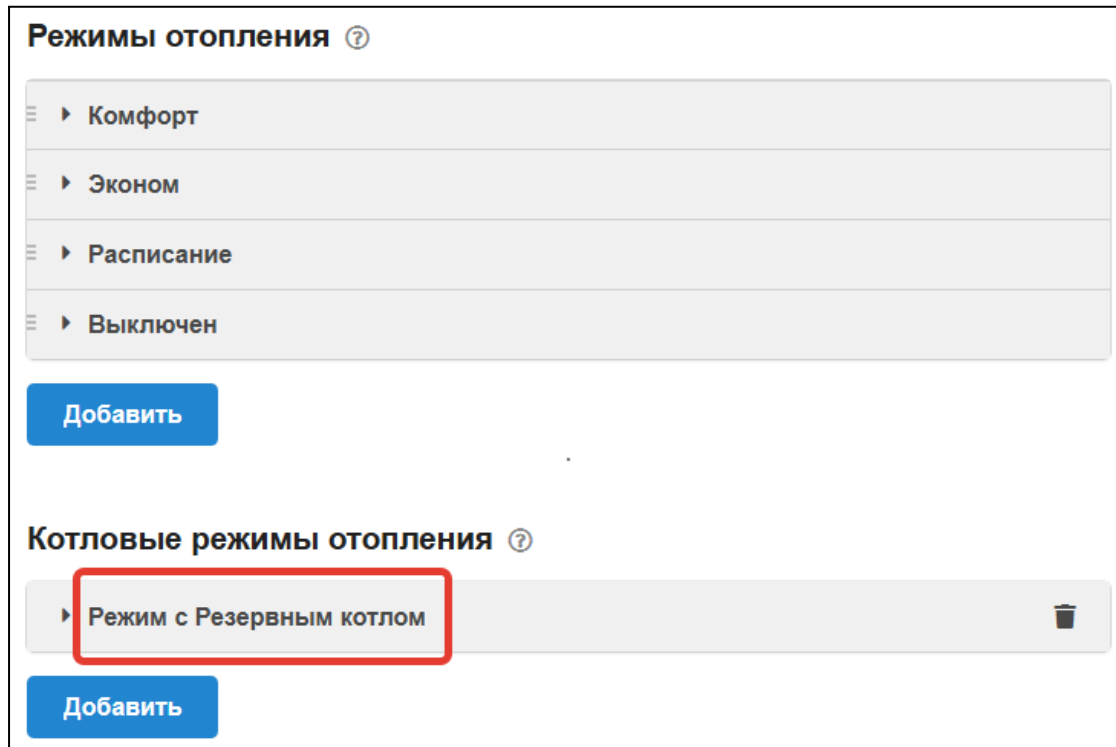 Режимы отопления ?
Комфорт
Эконом
Расписание
Выключен
Добавить
Котловые режимы отопления ?
Режим с Резервным котлом
Добавить